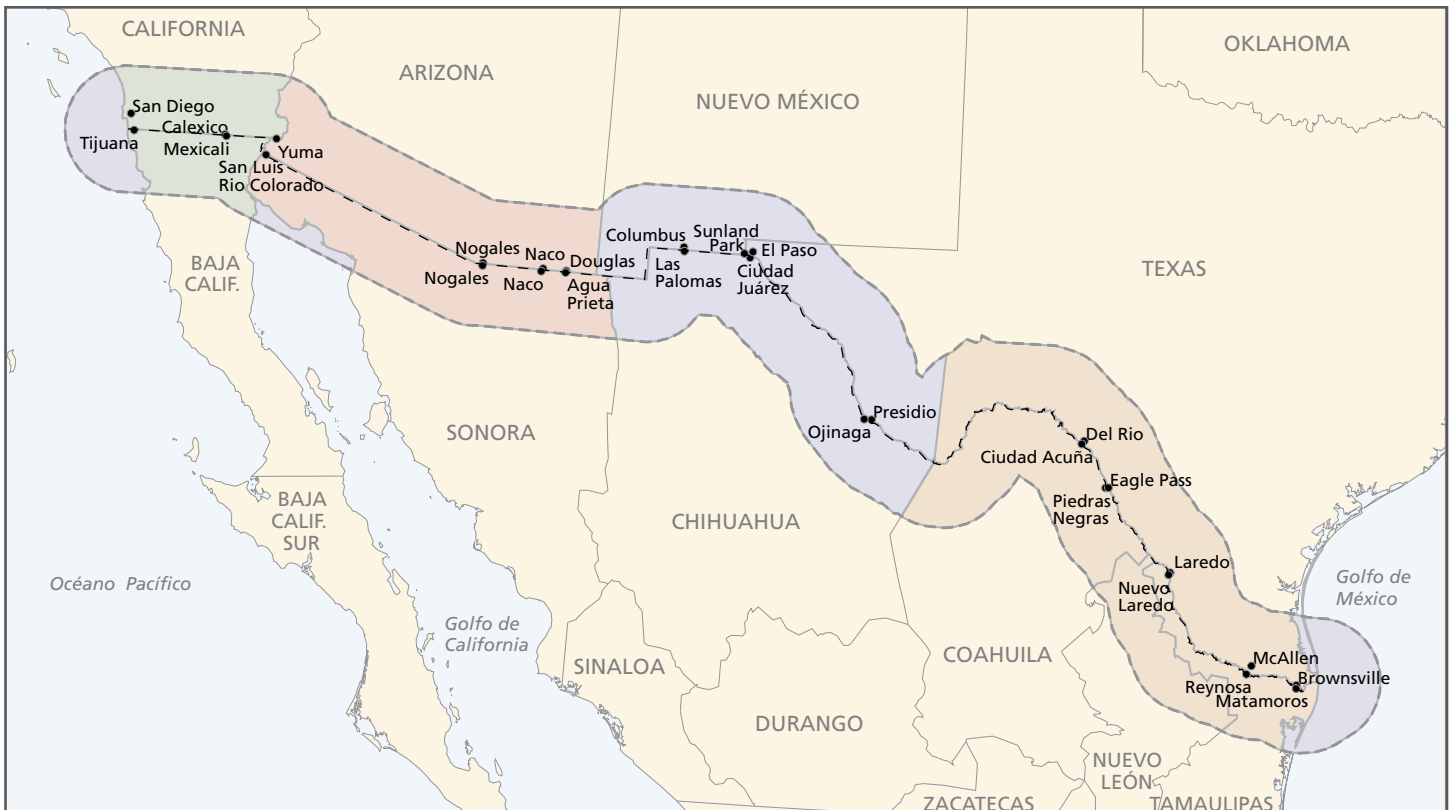 CALIFORNIA
ARIZONA
NUEVO MÉXICO
OKLAHOMA
San Diego
Calexico
Tijuana
Mexicali
Yuma
San Luis
Rio Colorado
Columbus
Sunland
Park
El Paso
Las
Palomas
Ciudad
Juárez
Nogales
Naco
Douglas
Nogales
Naco
Agua
Prieta
BAJA
CALIF.
TEXAS
Presidio
Ojinaga
SONORA
Del Rio
Ciudad Acuña
Eagle Pass
Piedras
Negras
BAJA
CALIF.
SUR
CHIHUAHUA
Océano Pacífico
Laredo
Nuevo
Laredo
Golfo de
México
Golfo de
California
SINALOA
COAHUILA
McAllen
Brownsville
Reynosa
Matamoros
DURANGO
NUEVO
LEÓN
ZACATECAS
TAMAULIPAS